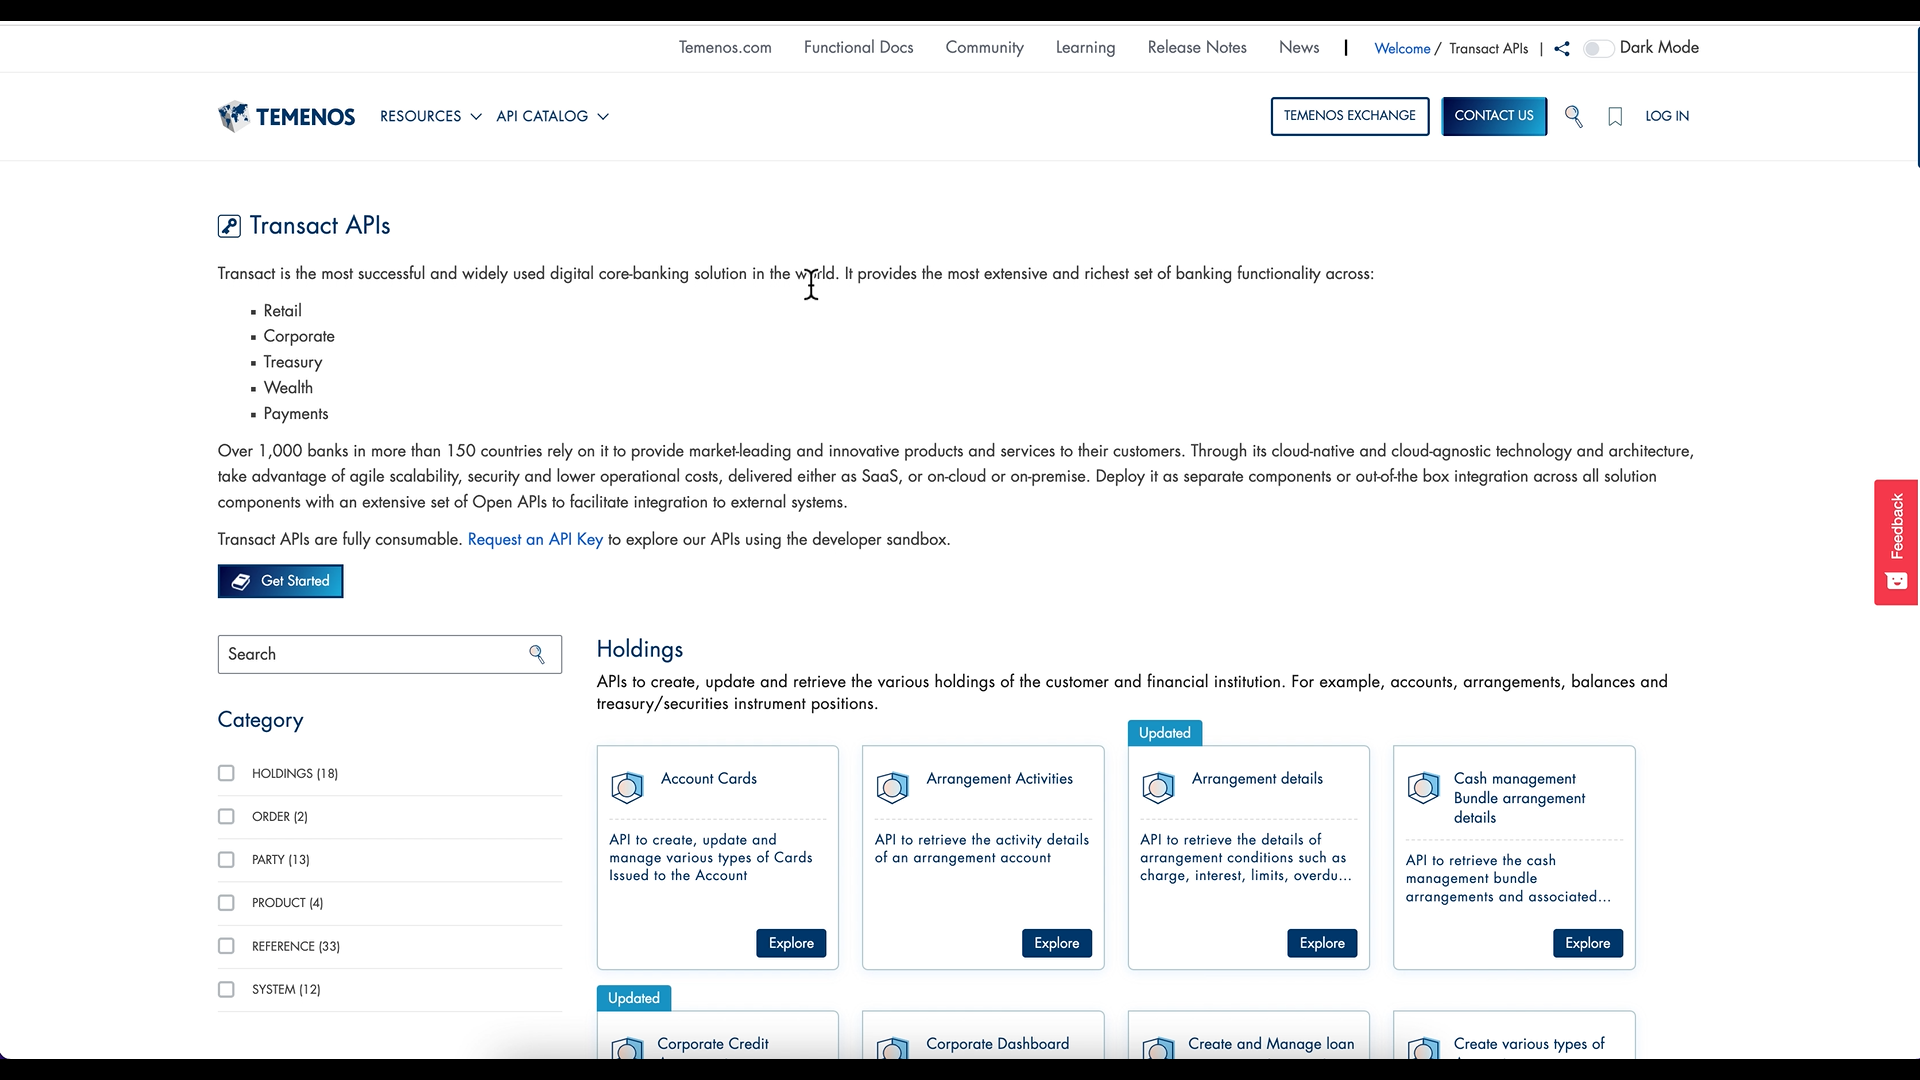 Temenos.com Functional Docs Community Learning Release Notes News | Welcome / Transact APIs | Dark Mode
TEMENOS RESOURCES API CATALOG TEMENOS EXCHANGE CONTACT US LOG IN
Transact APIs
Transact is the most successful and widely used digital core-banking solution in the world. It provides the most extensive and richest set of banking functionality across:
▪ Retail
▪ Corporate
▪ Treasury
▪ Wealth
▪ Payments
Over 1,000 banks in more than 150 countries rely on it to provide market-leading and innovative products and services to their customers. Through its cloud-native and cloud-agnostic technology and architecture,
take advantage of agile scalability, security and lower operational costs, delivered either as SaaS, or on-cloud or on-premise. Deploy it as separate components or out-of-the box integration across all solution
components with an extensive set of Open APIs to facilitate integration to external systems.
Transact APIs are fully consumable. Request an API Key to explore our APIs using the developer sandbox.
Get Started
Feedback
Search
Category
HOLDINGS (18)
ORDER (2)
PARTY (13)
PRODUCT (4)
REFERENCE (33)
SYSTEM (12)
Holdings
APIs to create, update and retrieve the various holdings of the customer and financial institution. For example, accounts, arrangements, balances and
treasury/securities instrument positions.
Account Cards
API to create, update and
manage various types of Cards
Issued to the Account
Explore
Arrangement Activities
API to retrieve the activity details
of an arrangement account
Explore
Updated
Arrangement details
API to retrieve the details of
arrangement conditions such as
charge, interest, limits, overdu...
Explore
Cash management
Bundle arrangement
details
API to retrieve the cash
management bundle
arrangements and associated...
Explore
Updated
Corporate Credit
Corporate Dashboard
Create and Manage loan
Create various types of